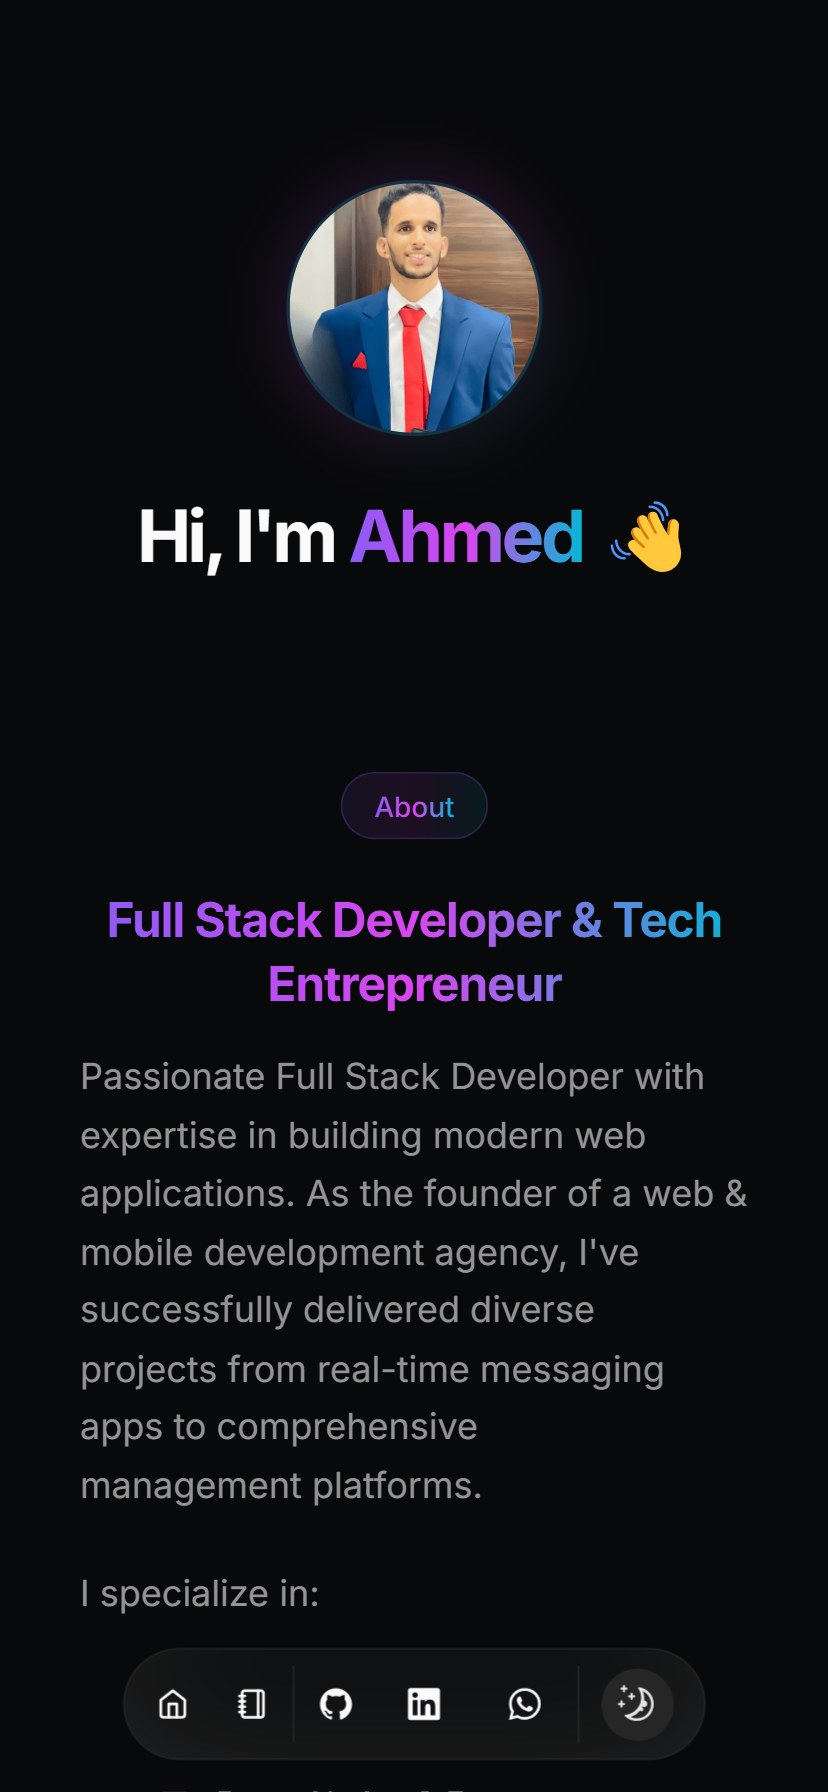 Hi, I'm Ahmed 👋
About
Full Stack Developer & Tech
Entrepreneur
Passionate Full Stack Developer with
expertise in building modern web
applications. As the founder of a web &
mobile development agency, I've
successfully delivered diverse
projects from real-time messaging
apps to comprehensive
management platforms.
I specialize in:
in